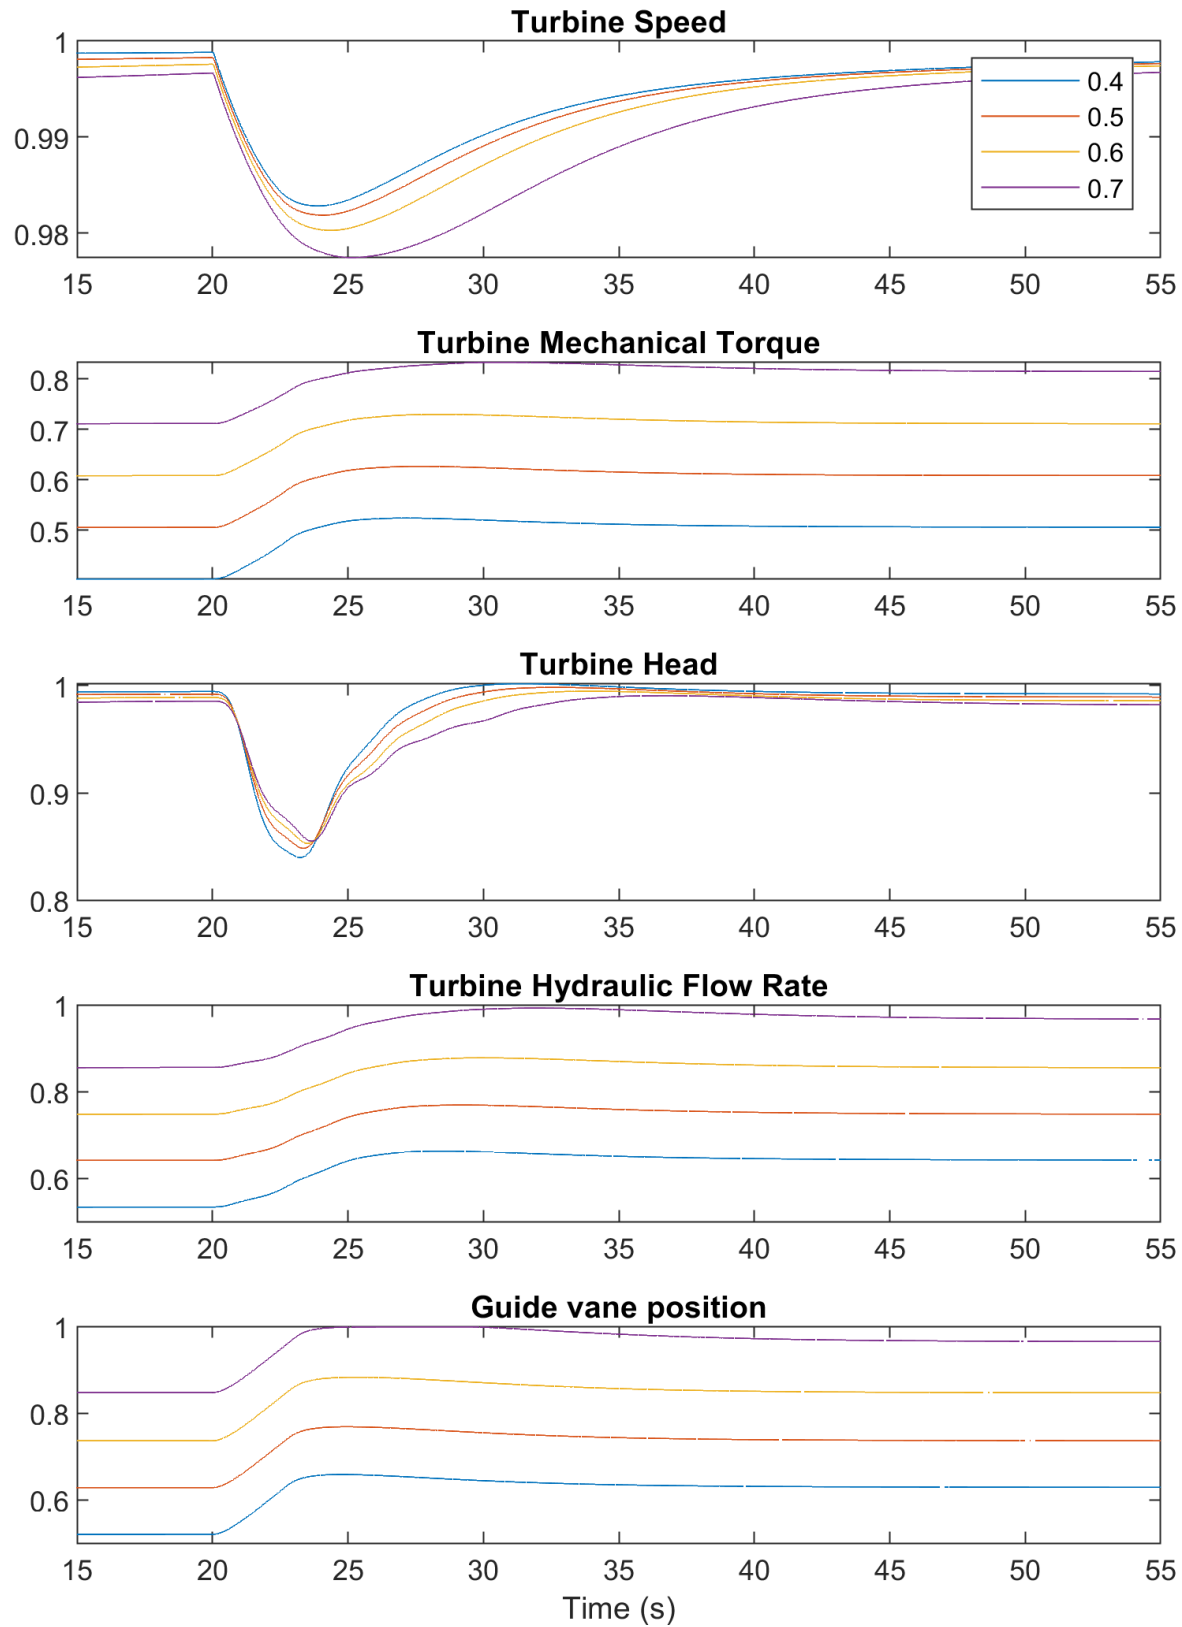 Turbine Speed
1
0.99
0.98
0.4
0.5
0.6
0.7
15 20 25 30 35 40 45 50 55
Turbine Mechanical Torque
0.8
0.7
0.6
0.5
15 20 25 30 35 40 45 50 55
Turbine Head
1
0.9
0.8
15 20 25 30 35 40 45 50 55
Turbine Hydraulic Flow Rate
1
0.8
0.6
15 20 25 30 35 40 45 50 55
Guide vane position
1
0.8
0.6
15 20 25 30 35 40 45 50 55
Time (s)